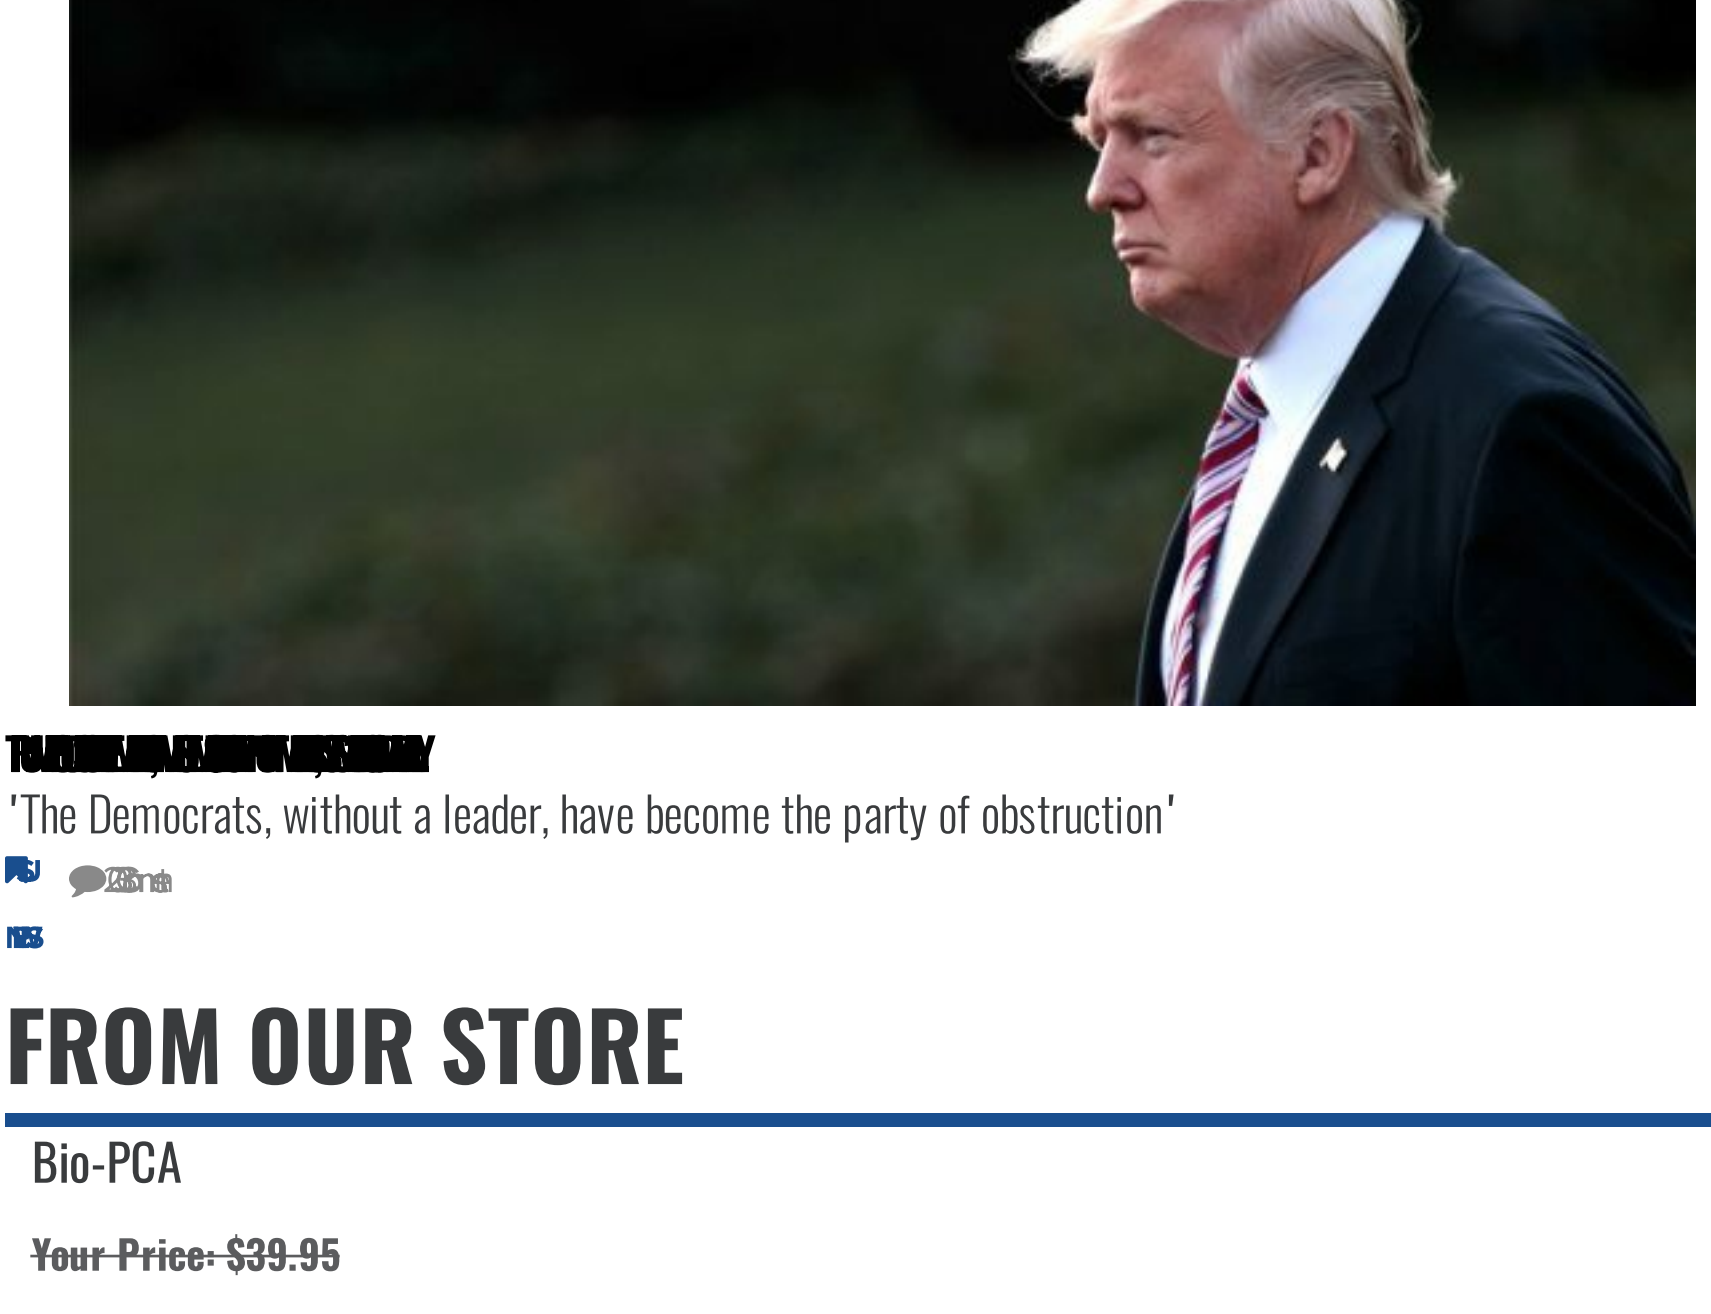 'The Democrats, without a leader, have become the party of obstruction'
FROM OUR STORE
Bio-PCA
Your Price: $39.95